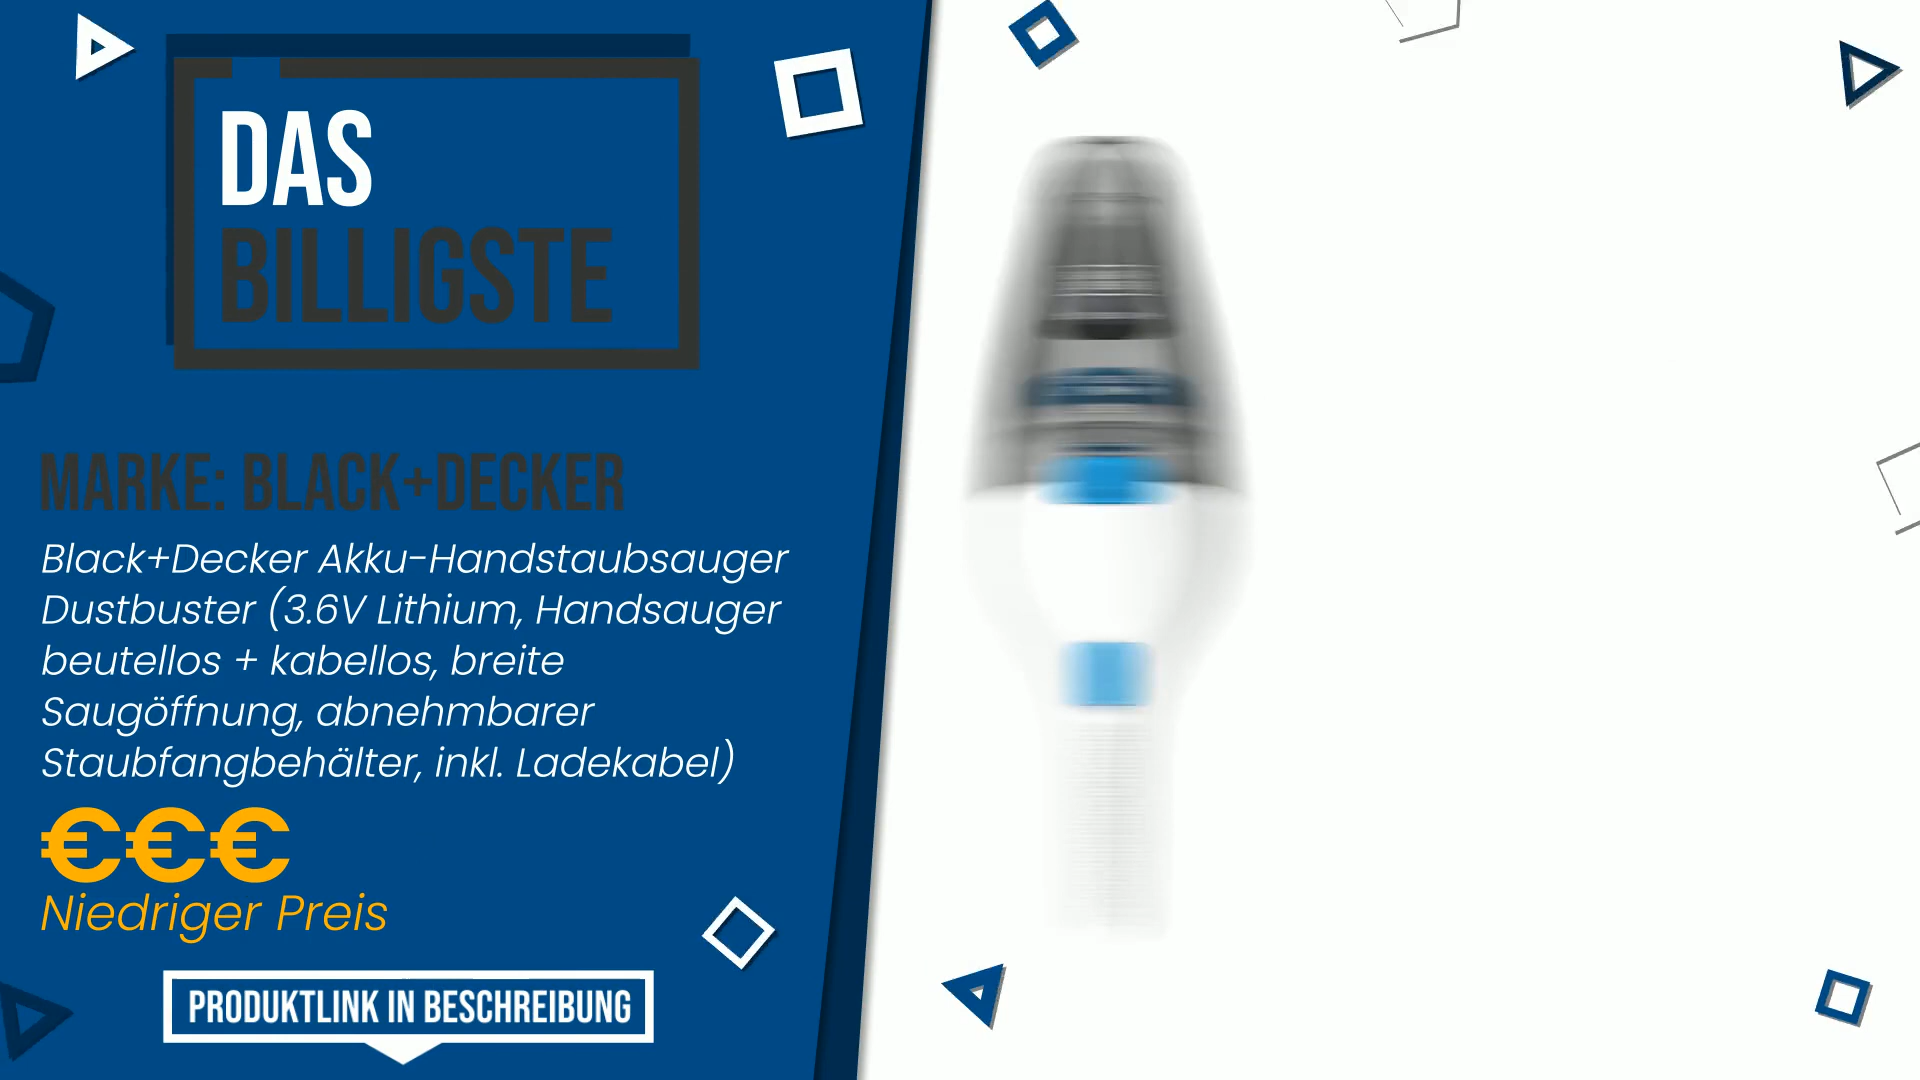 DAS
BILLIGSTE
MARKE: BLACK+DECKER
Black+Decker Akku-Handstaubsauger
Dustbuster (3.6V Lithium, Handsauger
beutellos + kabellos, breite
Saugöffnung, abnehmbarer
Staubfangbehälter, inkl. Ladekabel)
€€€
Niedriger Preis
PRODUKTLINK IN BESCHREIBUNG